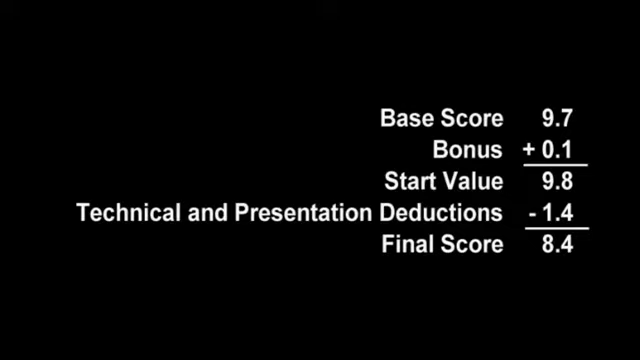 Base Score 9.7
Bonus + 0.1
Start Value 9.8
Technical and Presentation Deductions - 1.4
Final Score 8.4